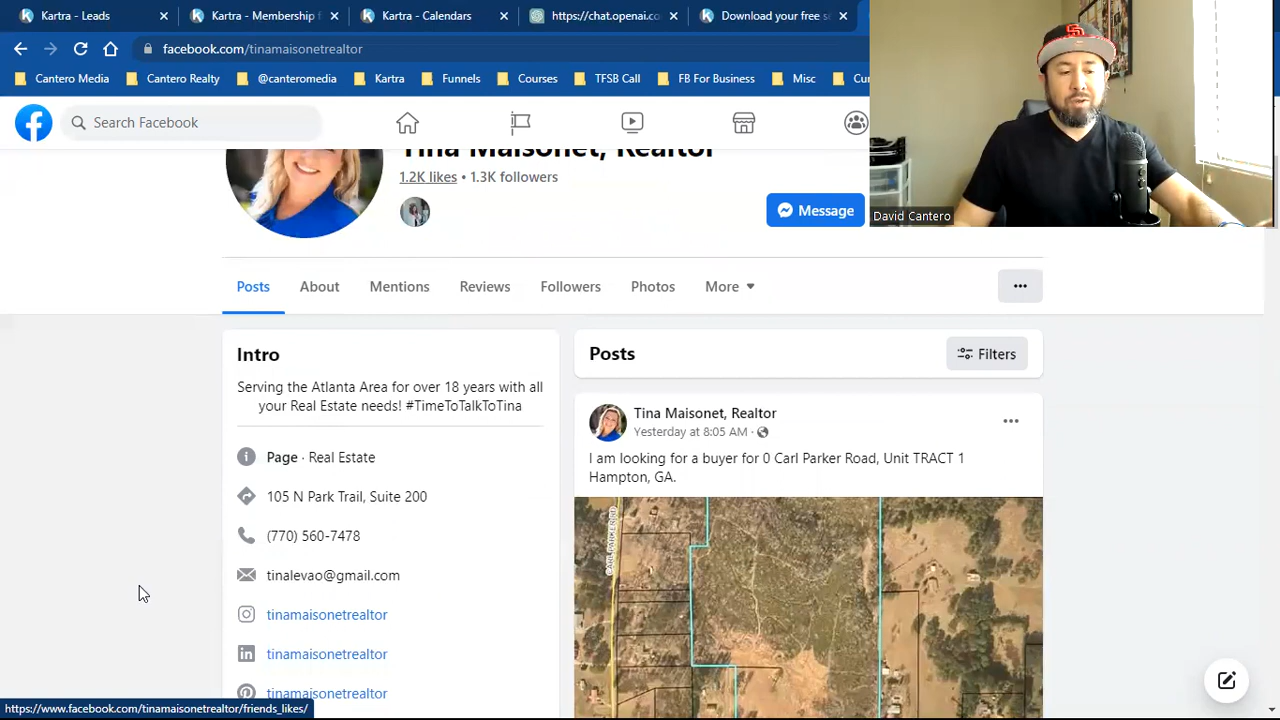 Kartra - Leads
Kartra - Membership f
Kartra - Calendars
https://chat.openai.co
Download your free si
facebook.com/tinamaisonetrealtor
Cantero Media
Cantero Realty
@canteromedia
Kartra
Funnels
Courses
TFSB Call
FB For Business
Misc
Cur
Search Facebook
David Cantero
Tina Maisonet, Realtor
1.2K likes • 1.3K followers
Message
Posts
About
Mentions
Reviews
Followers
Photos
More
Intro
Serving the Atlanta Area for over 18 years with all
your Real Estate needs! #TimeToTalkToTina
Page · Real Estate
105 N Park Trail, Suite 200
(770) 560-7478
tinalevao@gmail.com
tinamaisonetrealtor
tinamaisonetrealtor
tinamaisonetrealtor
Posts
Filters
Tina Maisonet, Realtor
Yesterday at 8:05 AM ·
I am looking for a buyer for 0 Carl Parker Road, Unit TRACT 1
Hampton, GA.
CARL PARKER RD
https://www.facebook.com/tinamaisonetrealtor/friends_likes/